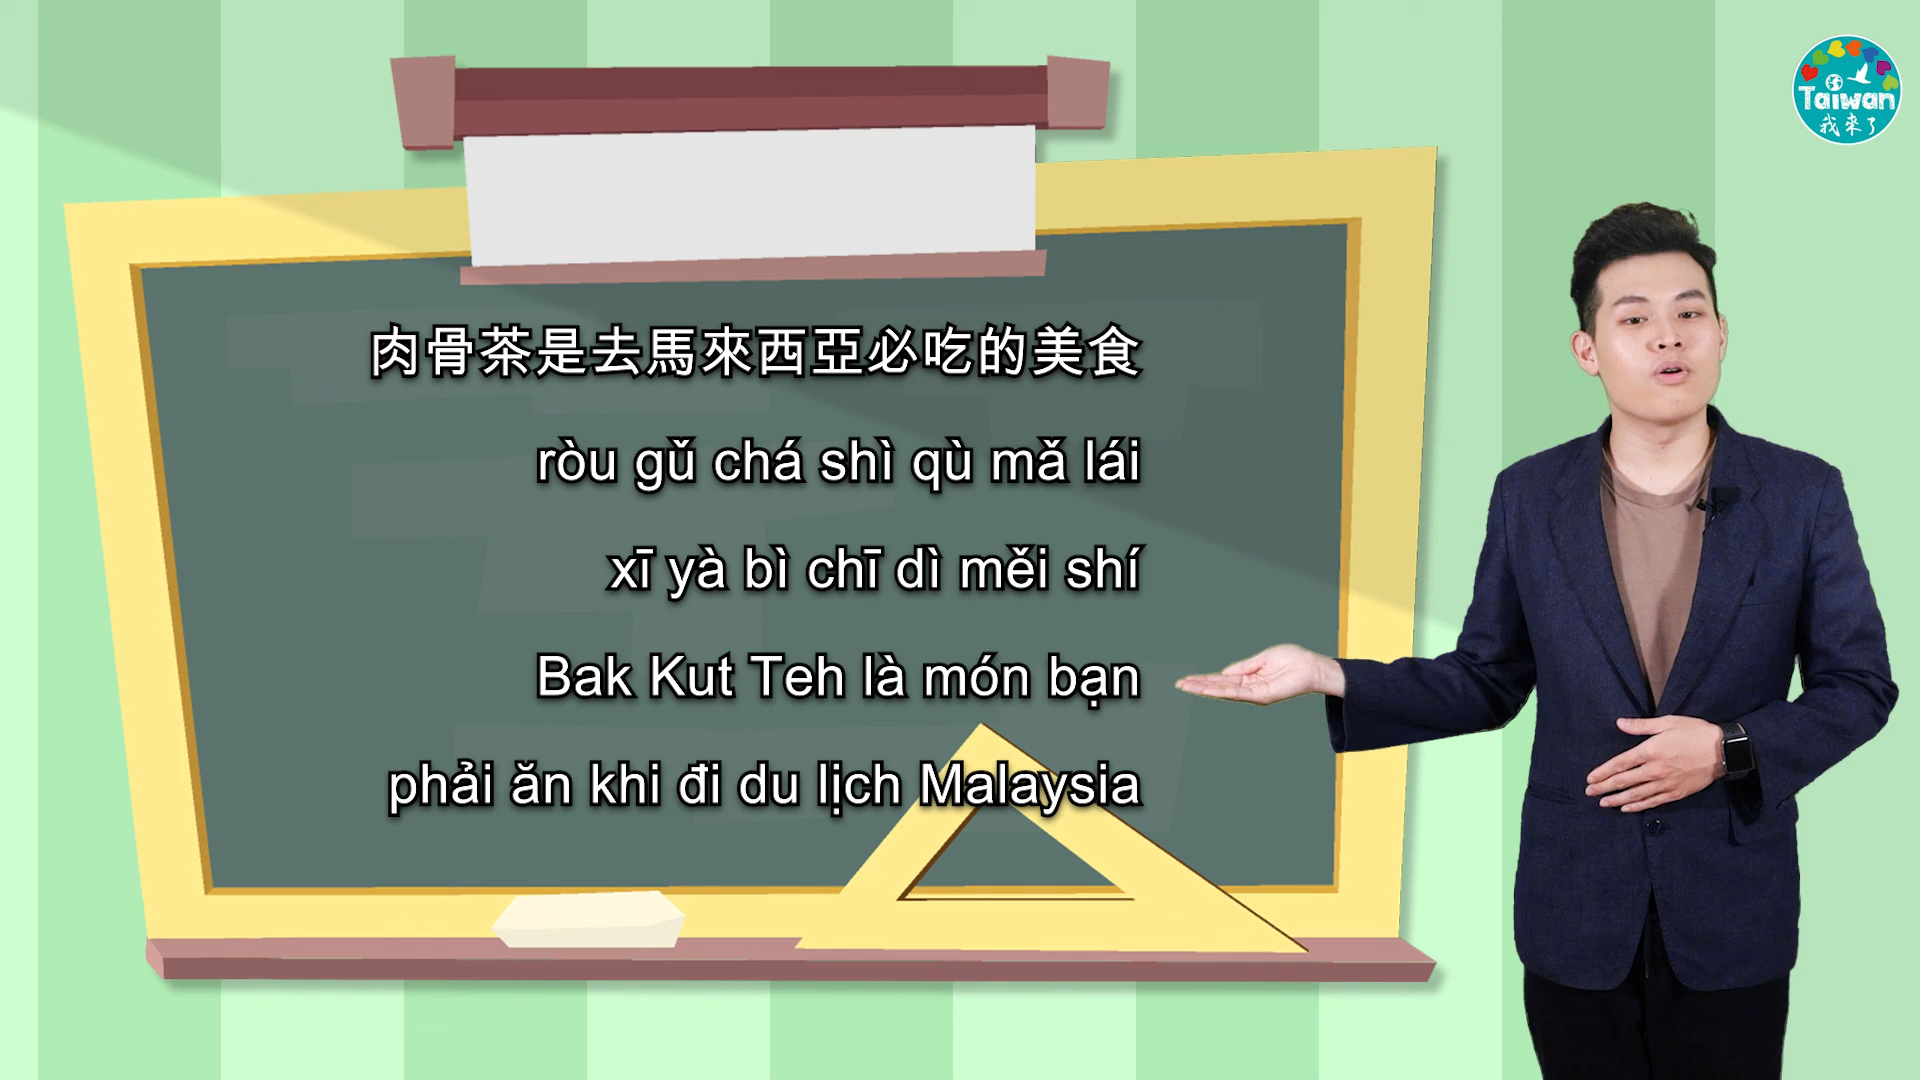 肉骨茶是去馬來西亞必吃的美食
ròu gǔ chá shì qù mǎ lái
xī yà bì chī dì měi shí
Bak Kut Teh là món bạn
phải ăn khi đi du lịch Malaysia
Taiwan
我來了